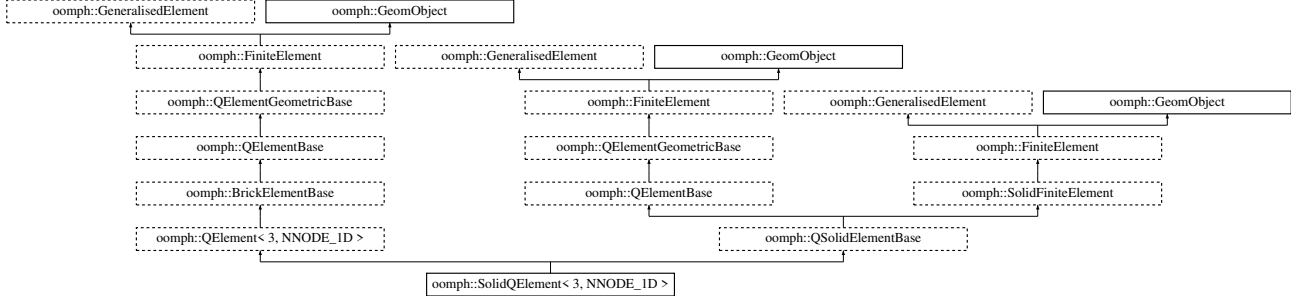 oomph::GeneralisedElement oomph::GeomObject
oomph::FiniteElement oomph::GeneralisedElement oomph::GeomObject
oomph::QElementGeometricBase oomph::FiniteElement oomph::GeneralisedElement oomph::GeomObject
oomph::QElementBase oomph::QElementGeometricBase oomph::FiniteElement
oomph::BrickElementBase oomph::QElementBase oomph::SolidFiniteElement
oomph::QElement< 3, NNODE_1D > oomph::QSolidElementBase
oomph::SolidQElement< 3, NNODE_1D >